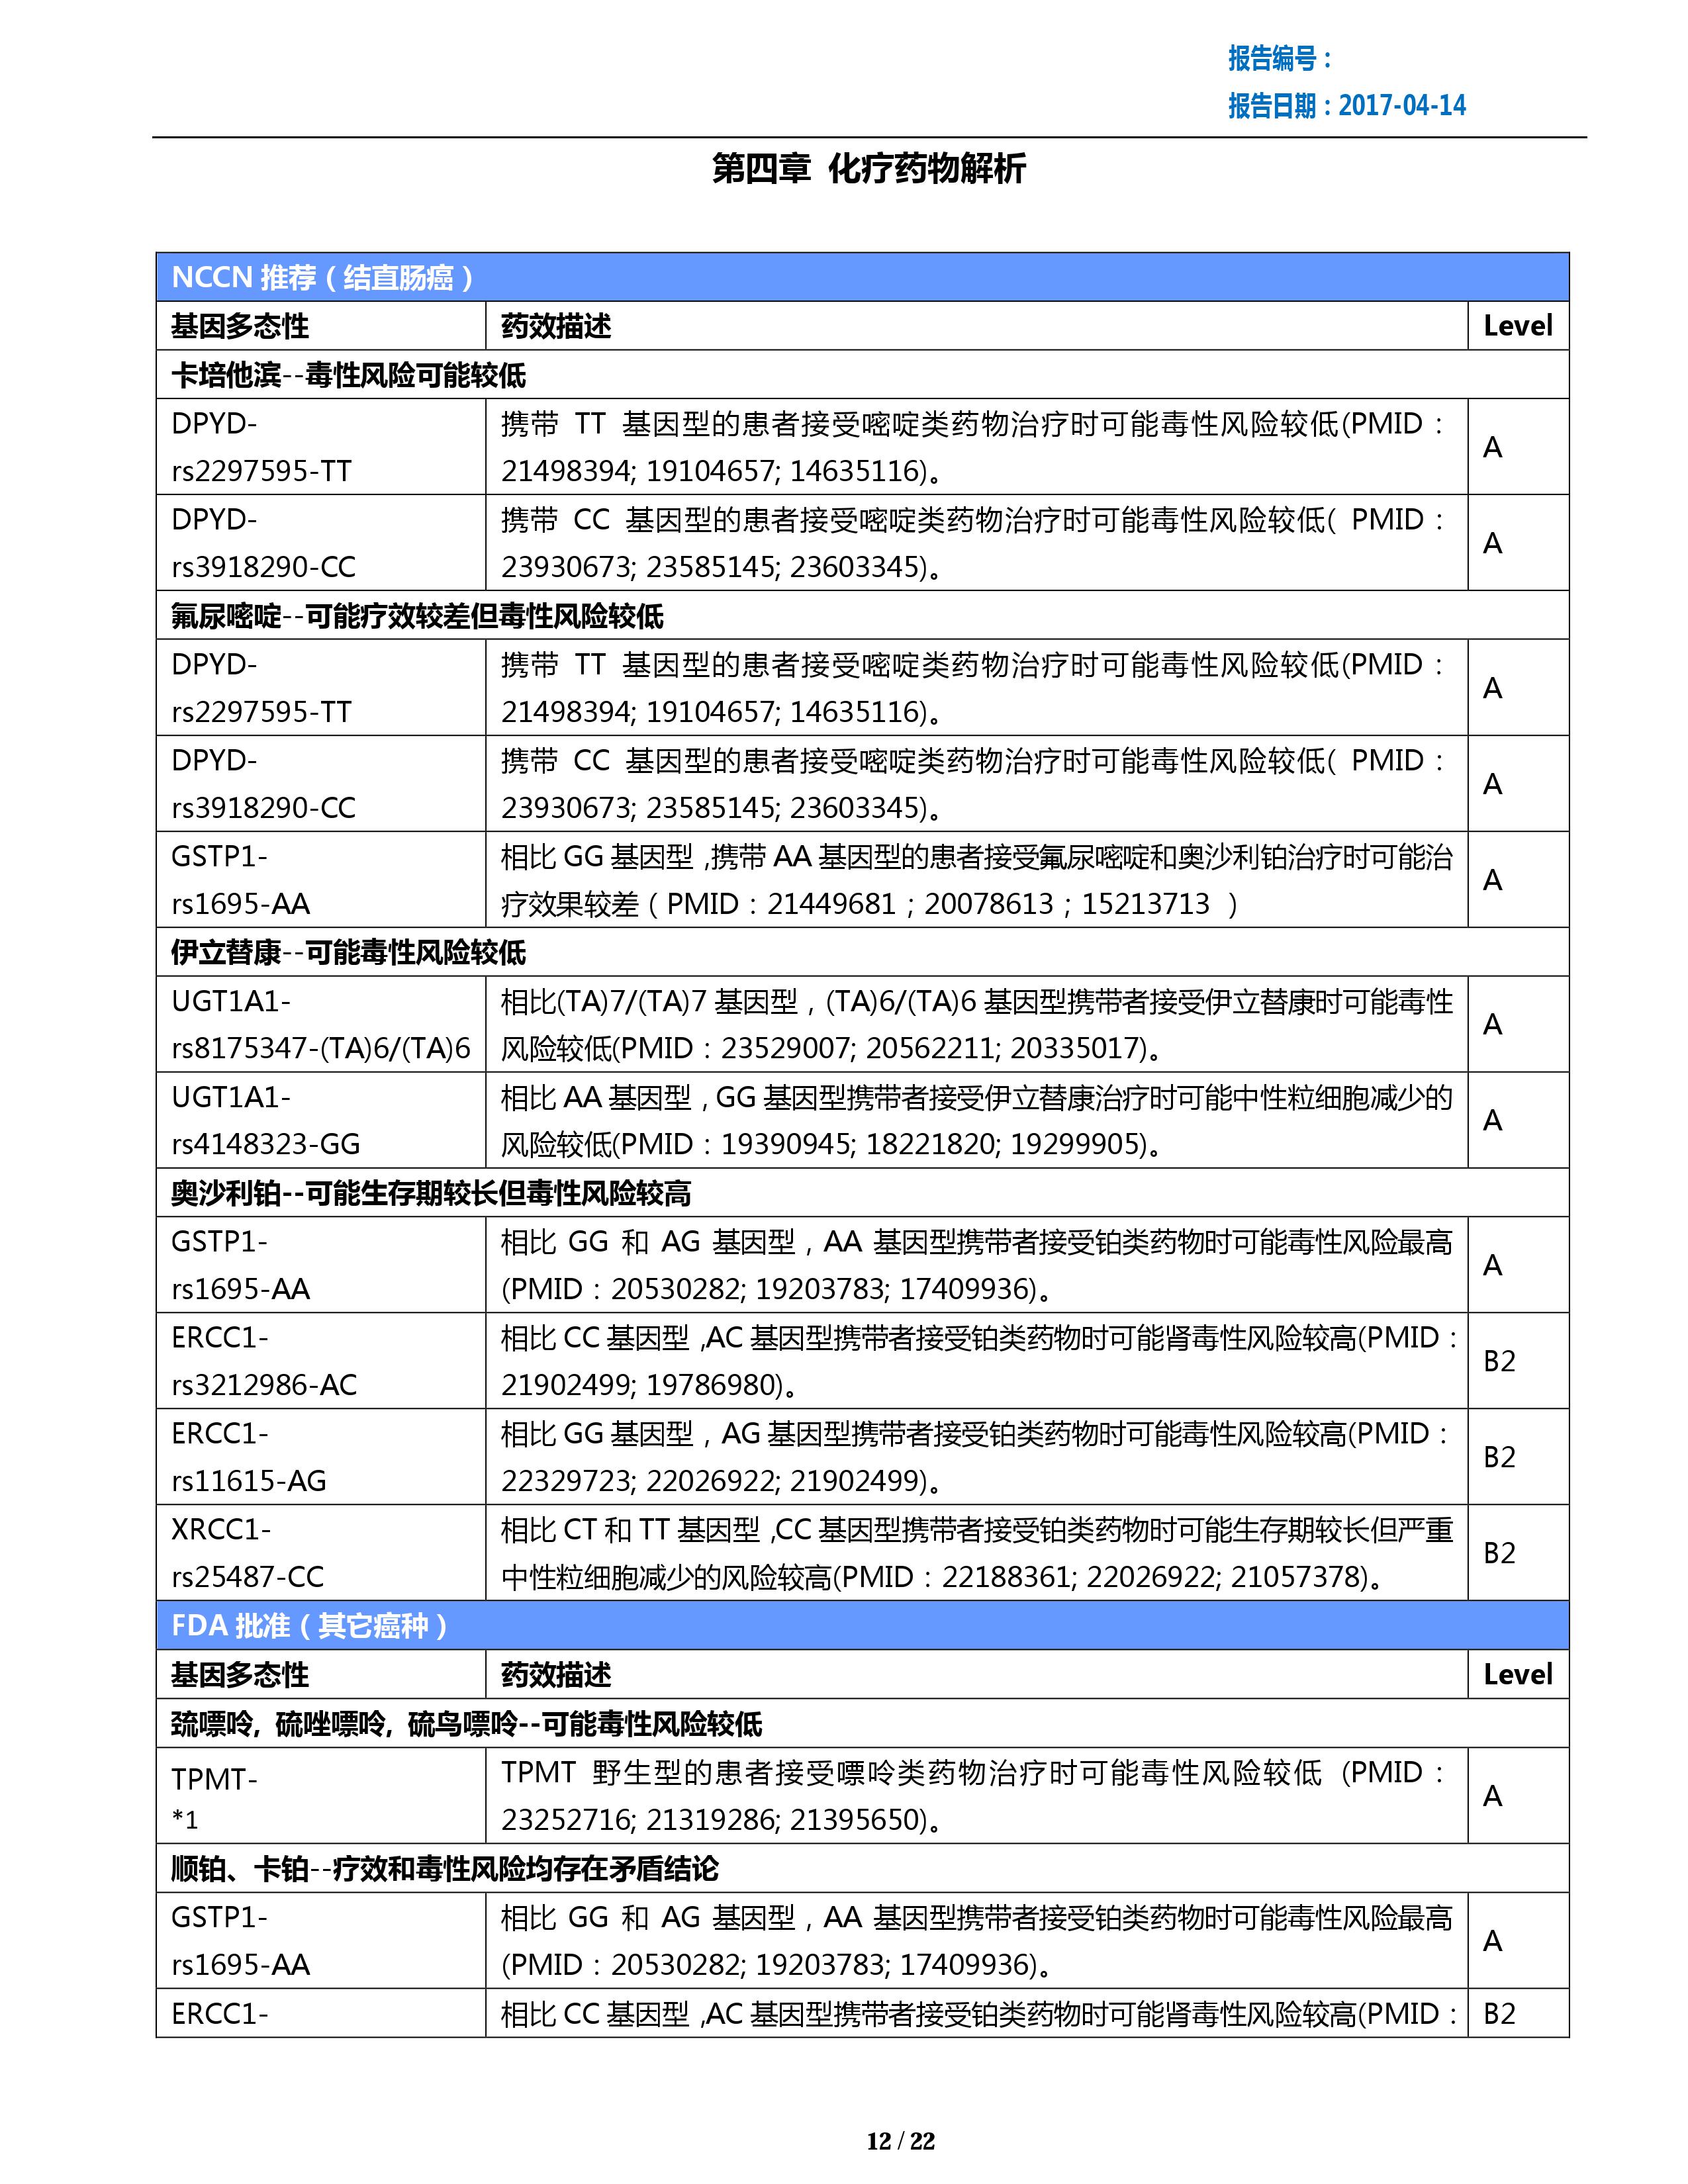 报告编号：
报告日期：2017-04-14
第四章 化疗药物解析
NCCN 推荐（结直肠癌）
基因多态性 药效描述 Level
卡培他滨--毒性风险可能较低
DPYD- 携带 TT 基因型的患者接受嘧啶类药物治疗时可能毒性风险较低(PMID： A
rs2297595-TT 21498394; 19104657; 14635116)。
DPYD- 携带 CC 基因型的患者接受嘧啶类药物治疗时可能毒性风险较低( PMID： A
rs3918290-CC 23930673; 23585145; 23603345)。
氟尿嘧啶--可能疗效较差但毒性风险较低
DPYD- 携带 TT 基因型的患者接受嘧啶类药物治疗时可能毒性风险较低(PMID： A
rs2297595-TT 21498394; 19104657; 14635116)。
DPYD- 携带 CC 基因型的患者接受嘧啶类药物治疗时可能毒性风险较低( PMID： A
rs3918290-CC 23930673; 23585145; 23603345)。
GSTP1- 相比 GG 基因型，携带 AA 基因型的患者接受氟尿嘧啶和奥沙利铂治疗时可能治 A
rs1695-AA 疗效果较差（PMID：21449681；20078613；15213713 ）
伊立替康--可能毒性风险较低
UGT1A1- 相比(TA)7/(TA)7 基因型，(TA)6/(TA)6 基因型携带者接受伊立替康时可能毒性 A
rs8175347-(TA)6/(TA)6 风险较低(PMID：23529007; 20562211; 20335017)。
UGT1A1- 相比 AA 基因型，GG 基因型携带者接受伊立替康治疗时可能中性粒细胞减少的 A
rs4148323-GG 风险较低(PMID：19390945; 18221820; 19299905)。
奥沙利铂--可能生存期较长但毒性风险较高
GSTP1- 相比 GG 和 AG 基因型，AA 基因型携带者接受铂类药物时可能毒性风险最高 A
rs1695-AA (PMID：20530282; 19203783; 17409936)。
ERCC1- 相比 CC 基因型，AC 基因型携带者接受铂类药物时可能肾毒性风险较高(PMID： B2
rs3212986-AC 21902499; 19786980)。
ERCC1- 相比 GG 基因型，AG 基因型携带者接受铂类药物时可能毒性风险较高(PMID： B2
rs11615-AG 22329723; 22026922; 21902499)。
XRCC1- 相比 CT 和 TT 基因型，CC 基因型携带者接受铂类药物时可能生存期较长但严重 B2
rs25487-CC 中性粒细胞减少的风险较高(PMID：22188361; 22026922; 21057378)。
FDA 批准（其它癌种）
基因多态性 药效描述 Level
巯嘌呤, 硫唑嘌呤, 硫鸟嘌呤--可能毒性风险较低
TPMT- TPMT 野生型的患者接受嘌呤类药物治疗时可能毒性风险较低 (PMID： A
*1 23252716; 21319286; 21395650)。
顺铂、卡铂--疗效和毒性风险均存在矛盾结论
GSTP1- 相比 GG 和 AG 基因型，AA 基因型携带者接受铂类药物时可能毒性风险最高 A
rs1695-AA (PMID：20530282; 19203783; 17409936)。
ERCC1- 相比 CC 基因型，AC 基因型携带者接受铂类药物时可能肾毒性风险较高(PMID： B2
12 / 22